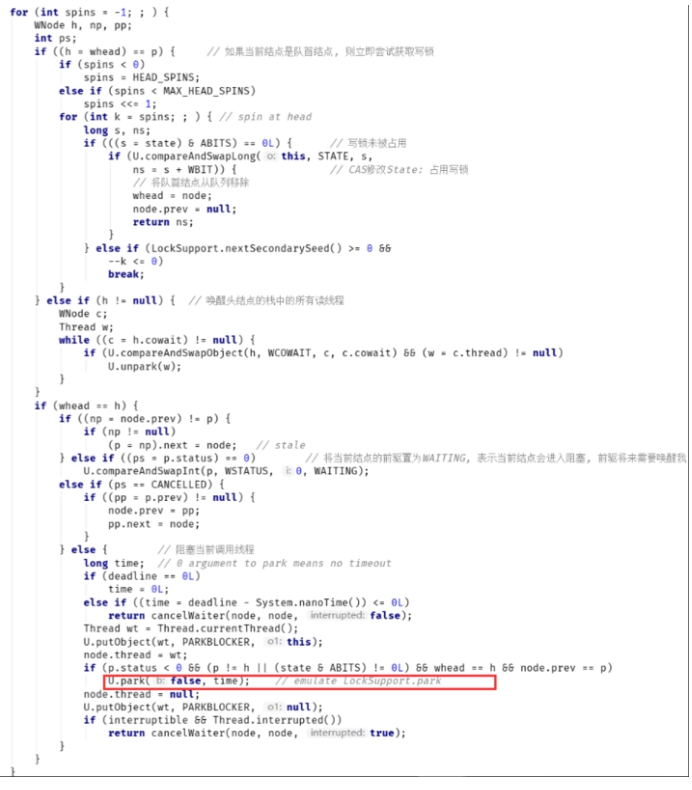 for (int spins = -1; ; ) {
    WNode h, np, pp;
    int ps;
    if ((h = whead) == p) {      // 如果当前结点是队首结点, 则立即尝试获取写锁
        if (spins < 0)
            spins = HEAD_SPINS;
        else if (spins < MAX_HEAD_SPINS)
            spins <<= 1;
        for (int k = spins; ; ) { // spin at head
            long s, ns;
            if (((s = state) & ABITS) == 0L) {      // 写锁未被占用
                if (U.compareAndSwapLong( o: this, STATE, s,
                    ns = s + WBIT)) {               // CAS修改State: 占用写锁
                    // 将队首结点从队列移除
                    whead = node;
                    node.prev = null;
                    return ns;
                }
            } else if (LockSupport.nextSecondarySeed() >= 0 &&
                --k <= 0)
                break;
        }
    } else if (h != null) {  // 唤醒头结点的栈中的所有读线程
        WNode c;
        Thread w;
        while ((c = h.cowait) != null) {
            if (U.compareAndSwapObject(h, WCOWAIT, c, c.cowait) && (w = c.thread) != null)
                U.unpark(w);
        }
    }
    if (whead == h) {
        if ((np = node.prev) != p) {
            if (np != null)
                (p = np).next = node;   // stale
        } else if ((ps = p.status) == 0)       // 将当前结点的前驱置为WAITING, 表示当前结点会进入阻塞, 前驱将来需要唤醒我
            U.compareAndSwapInt(p, WSTATUS, i: 0, WAITING);
        else if (ps == CANCELLED) {
            if ((pp = p.prev) != null) {
                node.prev = pp;
                pp.next = node;
            }
        } else {       // 阻塞当前调用线程
            long time;  // 0 argument to park means no timeout
            if (deadline == 0L)
                time = 0L;
            else if ((time = deadline - System.nanoTime()) <= 0L)
                return cancelWaiter(node, node, interrupted: false);
            Thread wt = Thread.currentThread();
            U.putObject(wt, PARKBLOCKER, o1: this);
            node.thread = wt;
            if (p.status < 0 && (p != h || (state & ABITS) != 0L) && whead == h && node.prev == p)
                U.park( b: false, time);    // emulate LockSupport.park
            node.thread = null;
            U.putObject(wt, PARKBLOCKER, o1: null);
            if (interruptible && Thread.interrupted())
                return cancelWaiter(node, node, interrupted: true);
        }
    }
}